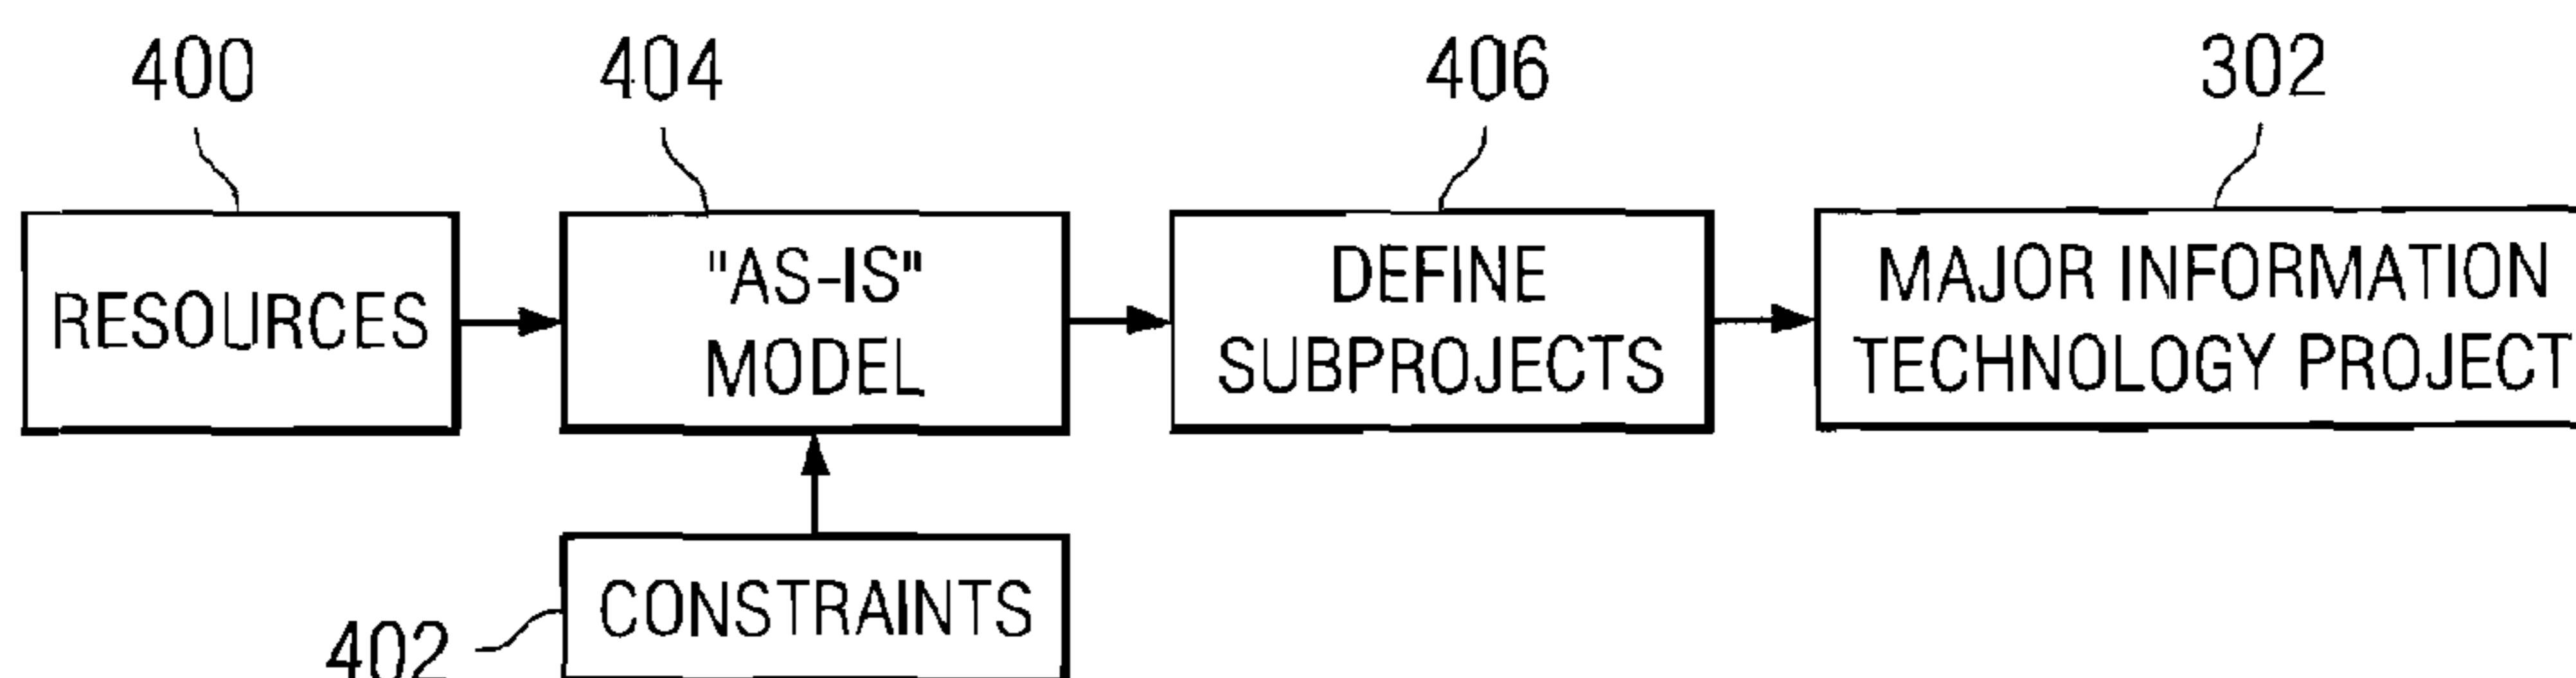 400
404
406
302
RESOURCES
"AS-IS"
MODEL
DEFINE
SUBPROJECTS
MAJOR INFORMATION
TECHNOLOGY PROJECT
402
CONSTRAINTS